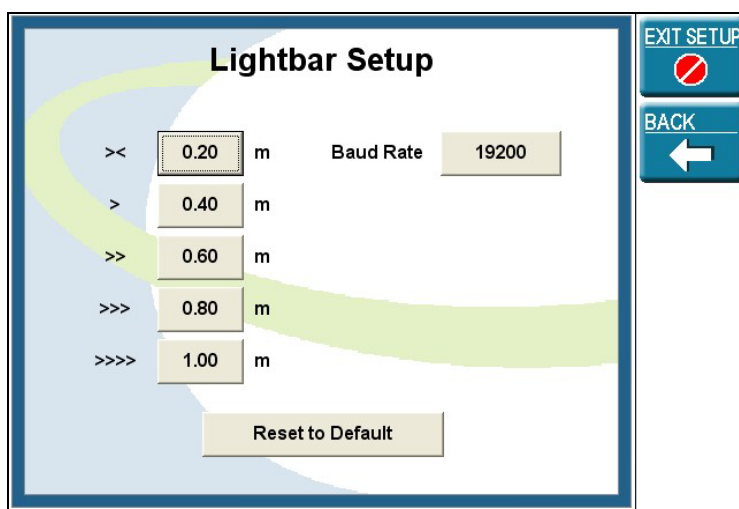 Lightbar Setup
>< 0.20 m Baud Rate 19200
> 0.40 m
>> 0.60 m
>>> 0.80 m
>>>> 1.00 m
Reset to Default
EXIT SETUP
BACK